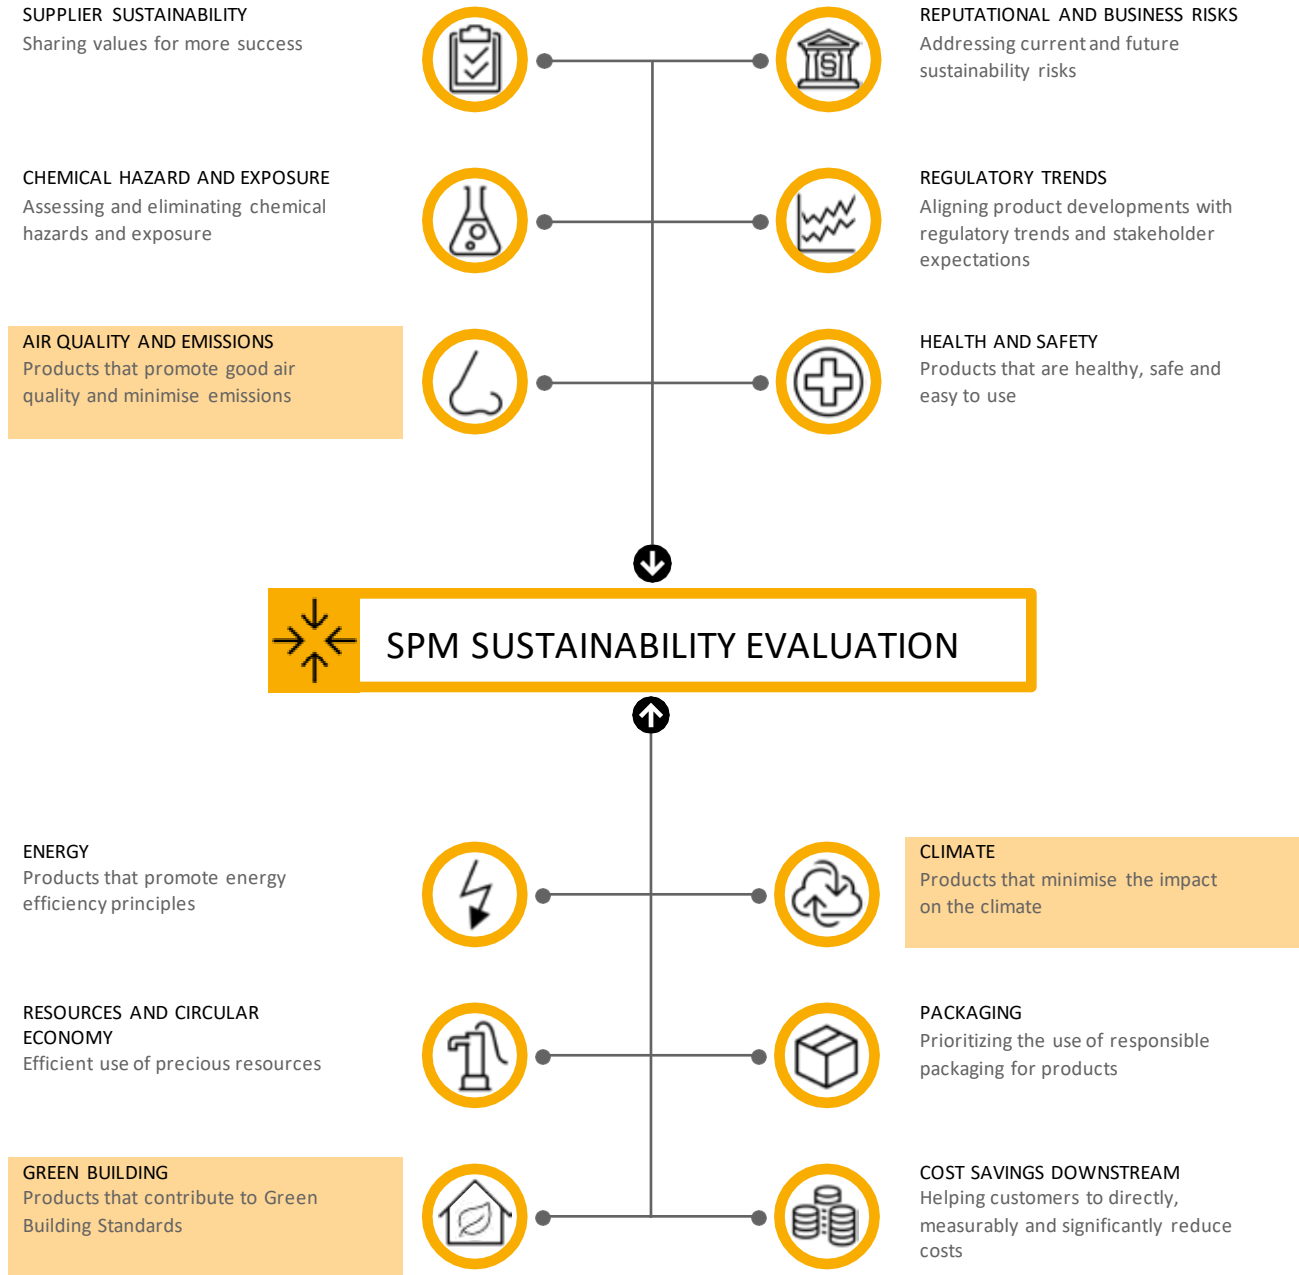 SUPPLIER SUSTAINABILITY
Sharing values for more success
REPUTATIONAL AND BUSINESS RISKS
Addressing current and future
sustainability risks
CHEMICAL HAZARD AND EXPOSURE
Assessing and eliminating chemical
hazards and exposure
REGULATORY TRENDS
Aligning product developments with
regulatory trends and stakeholder
expectations
AIR QUALITY AND EMISSIONS
Products that promote good air
quality and minimise emissions
HEALTH AND SAFETY
Products that are healthy, safe and
easy to use
SPM SUSTAINABILITY EVALUATION
ENERGY
Products that promote energy
efficiency principles
CLIMATE
Products that minimise the impact
on the climate
RESOURCES AND CIRCULAR
ECONOMY
Efficient use of precious resources
PACKAGING
Prioritizing the use of responsible
packaging for products
GREEN BUILDING
Products that contribute to Green
Building Standards
COST SAVINGS DOWNSTREAM
Helping customers to directly,
measurably and significantly reduce
costs